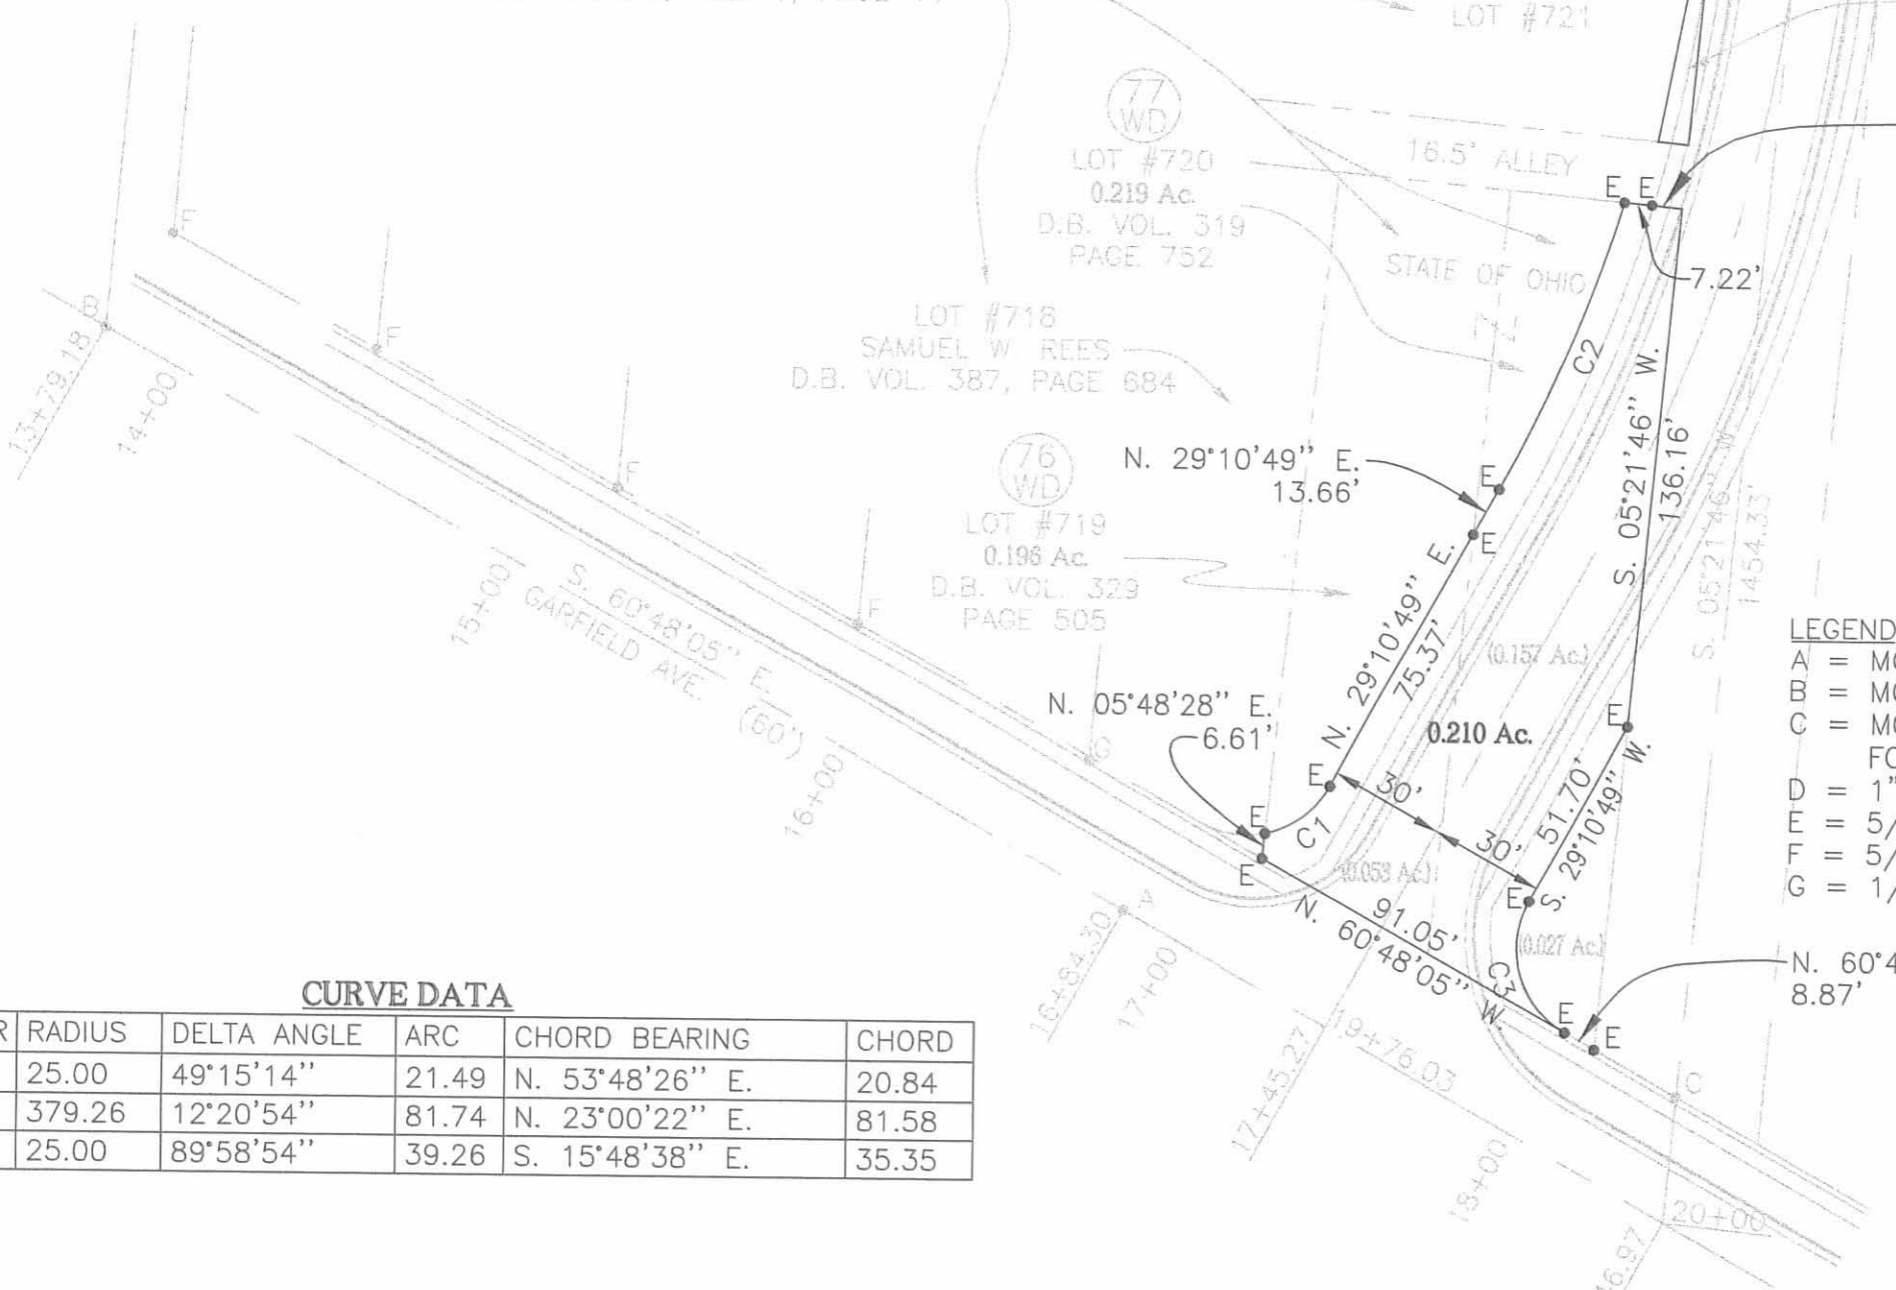 LOT #721
77
WD
LOT #720
0.219 Ac.
D.B. VOL. 319
PAGE 752
16.5' ALLEY
E E
STATE OF OHIO
7.22'
F
B
13+79.18
14+00
F
LOT #718
SAMUEL W. REES
D.B. VOL. 387, PAGE 684
C2
S. 05°21'46" W.
136.16'
S. 05°21'46" W.
1454.33'
76
WD
LOT #719
0.196 Ac.
D.B. VOL. 329
PAGE 505
N. 29°10'49" E.
13.66'
E
E
F
F
15+00
S. 60°48'05" E.
GARFIELD AVE. (60')
16+00
G
N. 29°10'49" E.
75.37'
(0.157 Ac.)
0.210 Ac.
N. 05°48'28" E.
6.61'
E
E
E
C1
30'
30'
E
51.70'
S. 29°10'49" W.
E
(0.053 Ac.)
(0.027 Ac.)
91.05'
N. 60°48'05" W.
C3
E
E
C
N. 60°4
8.87'
A
16+84.30
17+00
17+45.27
19+76.03
18+00
20+00
46.97
LEGEND
A = MO
B = MO
C = MO
FO
D = 1"
E = 5/
F = 5/
G = 1/
CURVE DATA
R RADIUS DELTA ANGLE ARC CHORD BEARING CHORD
25.00 49°15'14" 21.49 N. 53°48'26" E. 20.84
379.26 12°20'54" 81.74 N. 23°00'22" E. 81.58
25.00 89°58'54" 39.26 S. 15°48'38" E. 35.35